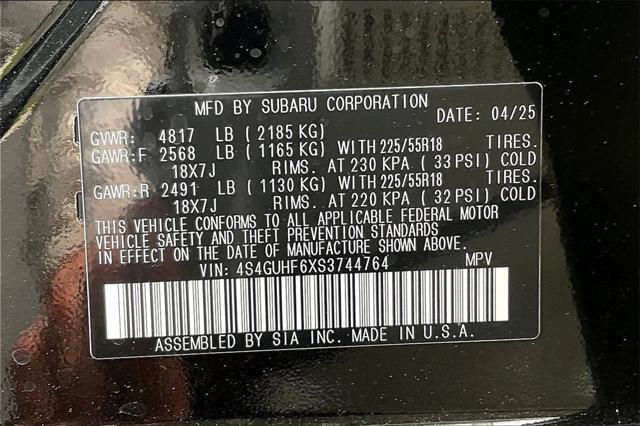 MFD BY SUBARU CORPORATION
DATE: 04/25
GVWR: 4817 LB (2185 KG)
GAWR:F 2568 LB (1165 KG) WITH 225/55R18 TIRES.
18X7J RIMS. AT 230 KPA (33 PSI) COLD
GAWR:R 2491 LB (1130 KG) WITH 225/55R18 TIRES.
18X7J RIMS. AT 220 KPA (32 PSI) COLD
THIS VEHICLE CONFORMS TO ALL APPLICABLE FEDERAL MOTOR
VEHICLE SAFETY AND THEFT PREVENTION STANDARDS
IN EFFECT ON THE DATE OF MANUFACTURE SHOWN ABOVE.
VIN: 4S4GUHF6XS3744764 MPV
ASSEMBLED BY SIA INC. MADE IN U.S.A.